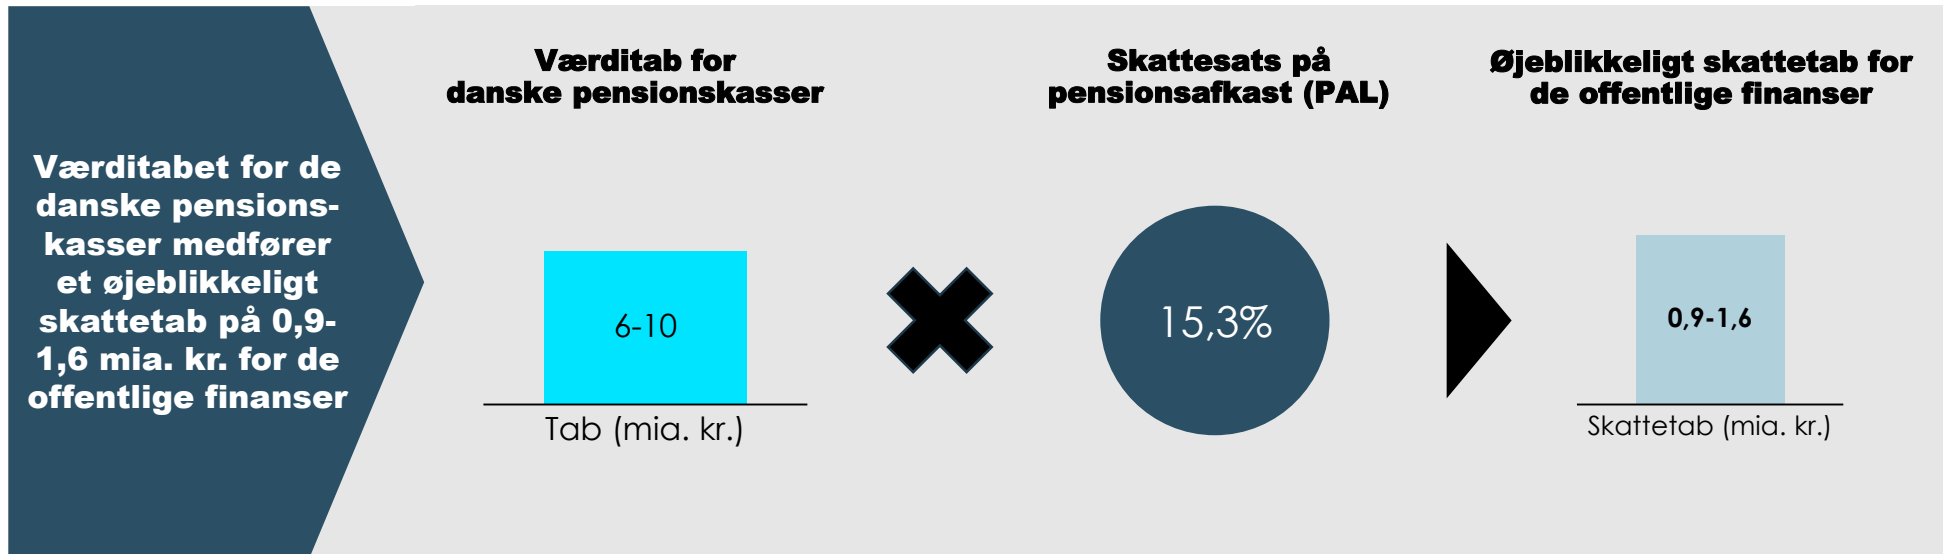 Værditabet for de
danske pensions-
kasser medfører
et øjeblikkeligt
skattetab på 0,9-
1,6 mia. kr. for de
offentlige finanser
Værditab for
danske pensionskasser
6-10
Tab (mia. kr.)
Skattesats på
pensionsafkast (PAL)
15,3%
Øjeblikkeligt skattetab for
de offentlige finanser
0,9-1,6
Skattetab (mia. kr.)